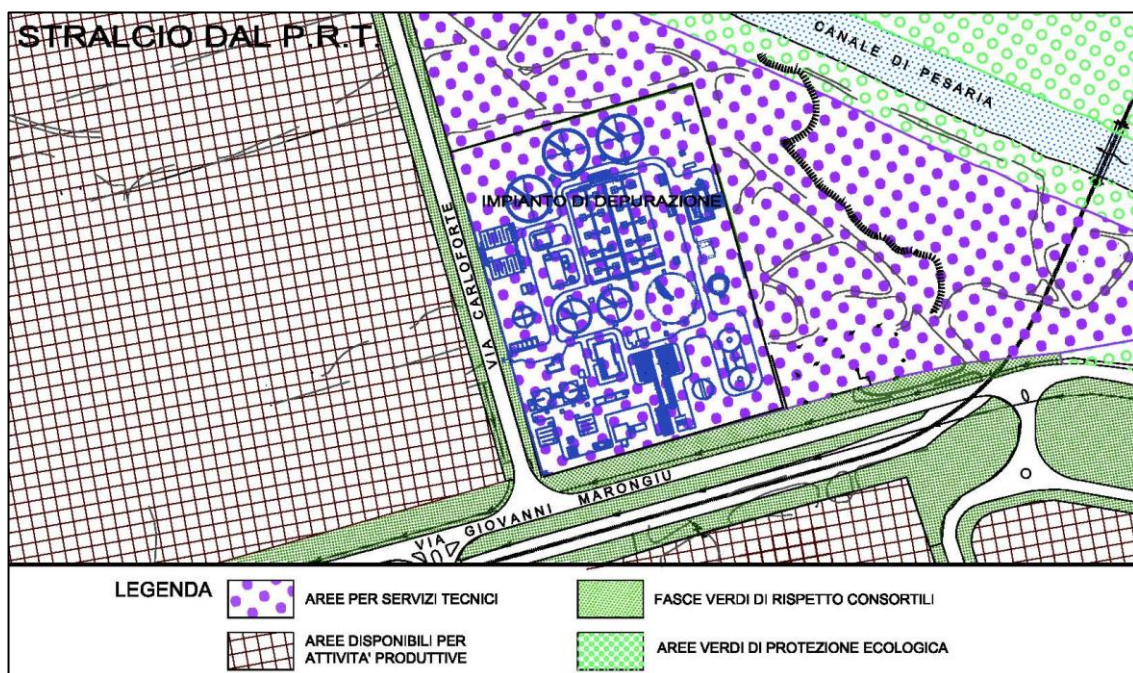 STRALCIO DAL P.R.T.
CANALE DI PESARIA
IMPIANTO DI DEPURAZIONE
VIA CARLOFORTE
VIA GIOVANNI MARONGIU
LEGENDA
AREE PER SERVIZI TECNICI
FASCE VERDI DI RISPETTO CONSORTILI
AREE DISPONIBILI PER
ATTIVITA' PRODUTTIVE
AREE VERDI DI PROTEZIONE ECOLOGICA